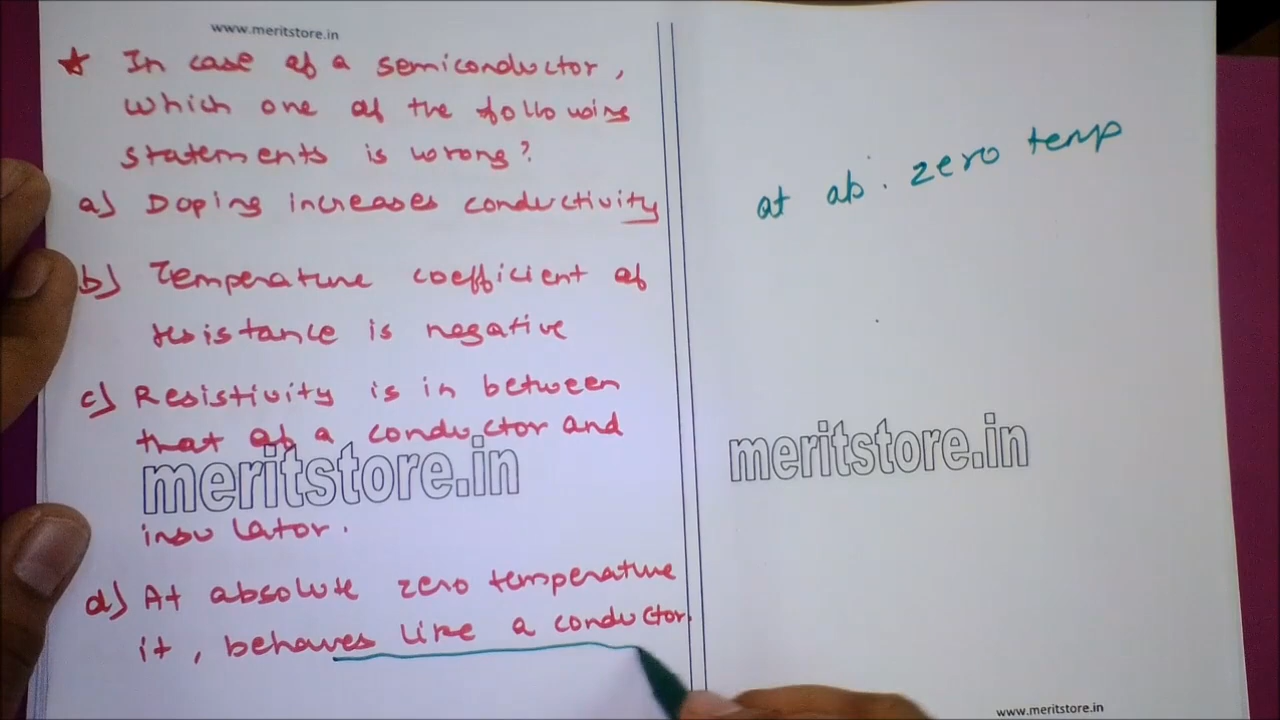 www.meritstore.in
★ In case of a semiconductor,
which one of the following
statements is wrong?
a) Doping increases conductivity
b) Temperature coefficient of
resistance is negative
c) Resistivity is in between
that of a conductor and
meritstore.in
insulator.
d) At absolute zero temperature
it, behaves like a conductor.
at ab. zero temp
meritstore.in
www.meritstore.in